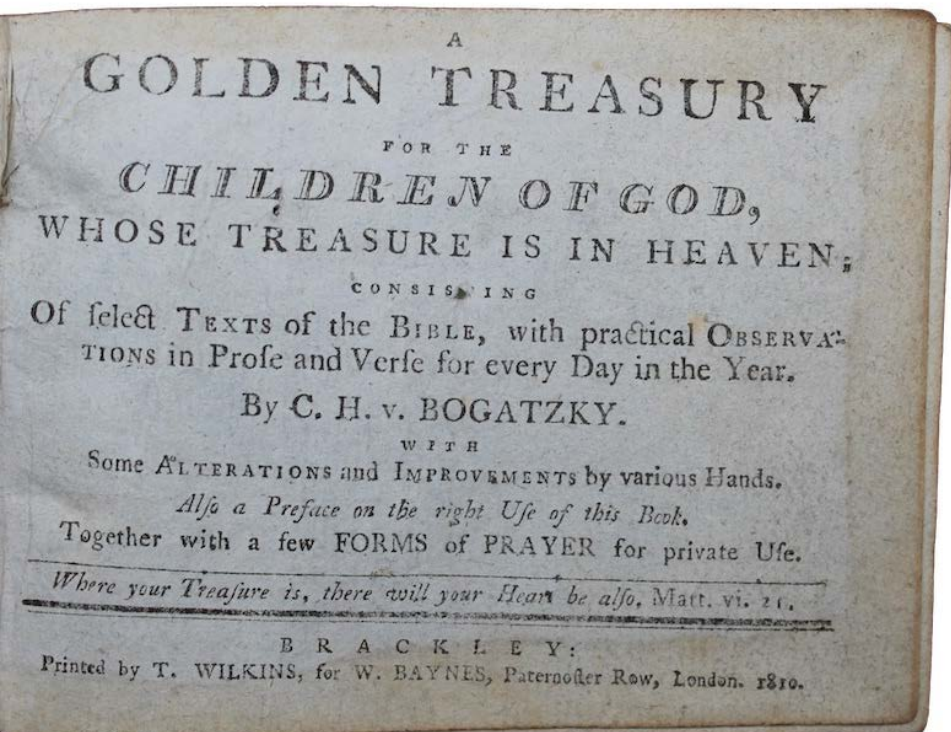 A
GOLDEN TREASURY
FOR THE
CHILDREN OF GOD,
WHOSE TREASURE IS IN HEAVEN;
CONSISTING
Of ſelect TEXTS of the BIBLE, with practical OBSERVA-
TIONS in Proſe and Verſe for every Day in the Year.
By C. H. v. BOGATZKY.
WITH
Some ALTERATIONS and IMPROVEMENTS by various Hands.
Alſo a Preface on the right Uſe of this Book.
Together with a few FORMS of PRAYER for private Uſe.
Where your Treaſure is, there will your Heart be alſo, Matt. vi. 21.
BRACKLEY:
Printed by T. WILKINS, for W. BAYNES, Paternoſter Row, London. 1810.